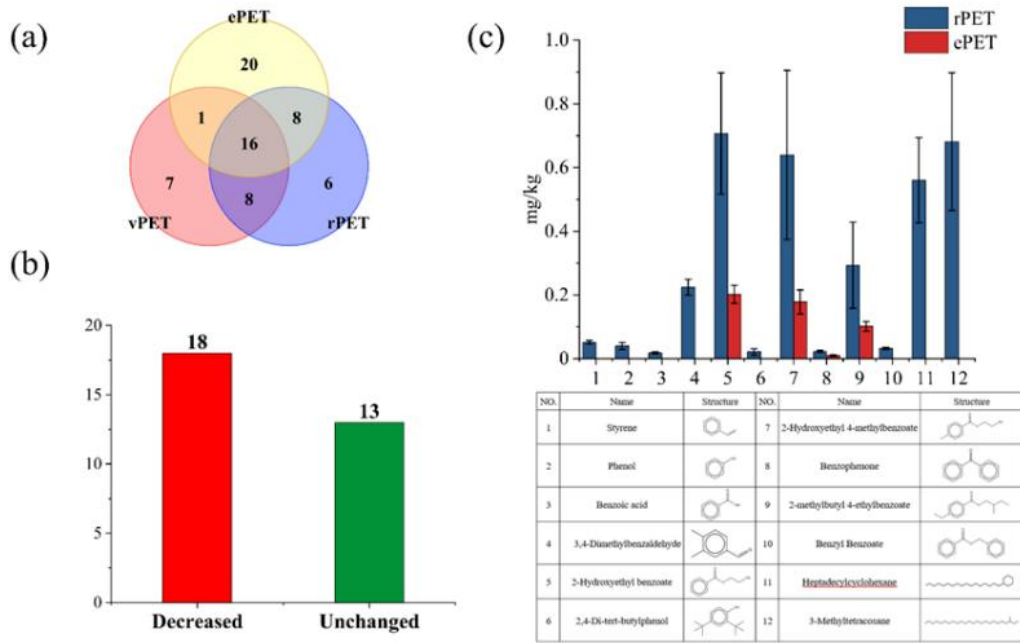 (a)
ePET
20
1
8
16
7
8
6
vPET
rPET
(b)
20
15
10
5
0
18
13
Decreased
Unchanged
(c)
rPET
ePET
mg/kg
1.0
0.8
0.6
0.4
0.2
0
1 2 3 4 5 6 7 8 9 10 11 12
NO. Name Structure NO. Name Structure
1 Styrene 7 2-Hydroxyethyl 4-methylbenzoate
2 Phenol 8 Benzophenone
3 Benzoic acid 9 2-methylbutyl 4-ethylbenzoate
4 3,4-Dimethylbenzaldehyde 10 Benzyl Benzoate
5 2-Hydroxyethyl benzoate 11 Heptadecylcyclohexane
6 2,4-Di-tert-butylphenol 12 3-Methyltetracosane